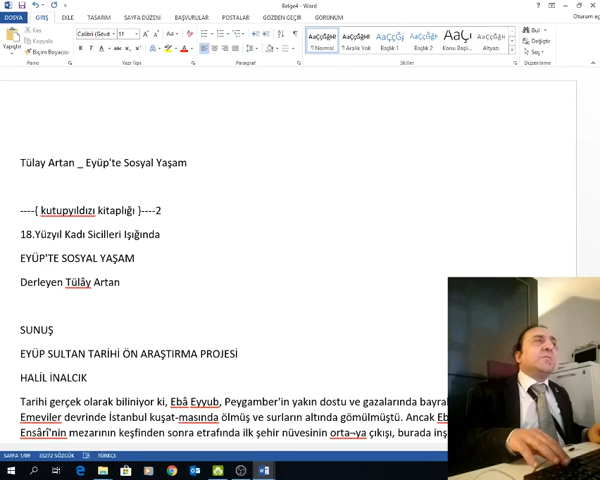 Belge4 - Word
DOSYA GİRİŞ EKLE TASARIM SAYFA DÜZENİ BAŞVURULAR POSTALAR GÖZDEN GEÇİR GÖRÜNÜM Oturum aç
Yapıştır
Kes
Kopyala
Biçim Boyacısı
Calibri (Gövd 11
Bul
Değiştir
Seç
¶ Normal ¶ Aralık Yok Başlık 1 Başlık 2 Konu Başl... Altyazı
Pano Yazı Tipi Paragraf Stiller Düzenleme
Tülay Artan _ Eyüp'te Sosyal Yaşam
----{ kutupyıldızı kitaplığı }----2
18.Yüzyıl Kadı Sicilleri Işığında
EYÜP'TE SOSYAL YAŞAM
Derleyen Tülây Artan
SUNUŞ
EYÜP SULTAN TARİHİ ÖN ARAŞTIRMA PROJESİ
HALİL İNALCIK
Tarihî gerçek olarak biliniyor ki, Ebâ Eyyub, Peygamber'in yakın dostu ve gazalarında bayra
Emeviler devrinde İstanbul kuşat-masında ölmüş ve surların altında gömülmüştü. Ancak Eb
Ensârî'nin mezarının keşfinden sonra etrafında ilk şehir nüvesinin orta¬ya çıkışı, burada inş
SAYFA 1/89 33272 SÖZCÜK TÜRKÇE